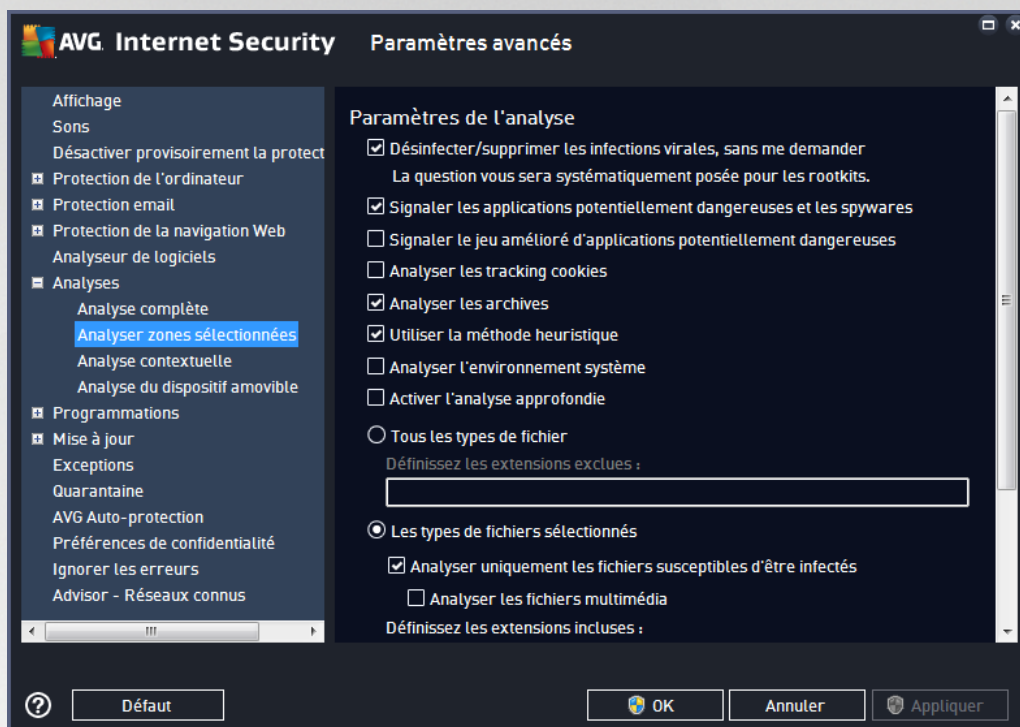 AVG. Internet Security
Paramètres avancés
Affichage
Sons
Désactiver provisoirement la protect
Protection de l'ordinateur
Protection email
Protection de la navigation Web
Analyseur de logiciels
Analyses
Analyse complète
Analyser zones sélectionnées
Analyse contextuelle
Analyse du dispositif amovible
Programmations
Mise à jour
Exceptions
Quarantaine
AVG Auto-protection
Préférences de confidentialité
Ignorer les erreurs
Advisor - Réseaux connus
Paramètres de l'analyse
Désinfecter/supprimer les infections virales, sans me demander
La question vous sera systématiquement posée pour les rootkits.
Signaler les applications potentiellement dangereuses et les spywares
Signaler le jeu amélioré d'applications potentiellement dangereuses
Analyser les tracking cookies
Analyser les archives
Utiliser la méthode heuristique
Analyser l'environnement système
Activer l'analyse approfondie
Tous les types de fichier
Définissez les extensions exclues :
Les types de fichiers sélectionnés
Analyser uniquement les fichiers susceptibles d'être infectés
Analyser les fichiers multimédia
Définissez les extensions incluses :
Défaut
OK
Annuler
Appliquer